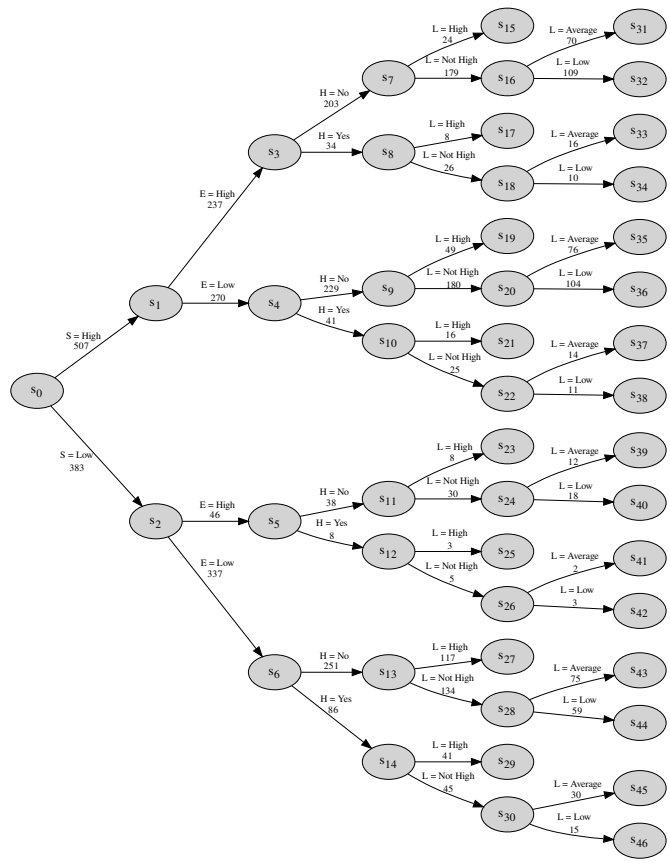 s0
S = High
507
S = Low
383
s1
E = High
237
E = Low
270
s2
E = High
46
E = Low
337
s3
H = No
203
H = Yes
34
s4
H = No
229
H = Yes
41
s5
H = No
38
H = Yes
8
s6
H = No
251
H = Yes
86
s7
L = High
24
L = Not High
179
s8
L = High
8
L = Not High
26
s9
L = High
49
L = Not High
180
s10
L = High
16
L = Not High
25
s11
L = High
8
L = Not High
30
s12
L = High
3
L = Not High
5
s13
L = High
117
L = Not High
134
s14
L = High
41
L = Not High
45
s15
s16
L = Average
70
L = Low
109
s17
s18
L = Average
16
L = Low
10
s19
s20
L = Average
76
L = Low
104
s21
s22
L = Average
14
L = Low
11
s23
s24
L = Average
12
L = Low
18
s25
s26
L = Average
2
L = Low
3
s27
s28
L = Average
75
L = Low
59
s29
s30
L = Average
30
L = Low
15
s31
s32
s33
s34
s35
s36
s37
s38
s39
s40
s41
s42
s43
s44
s45
s46